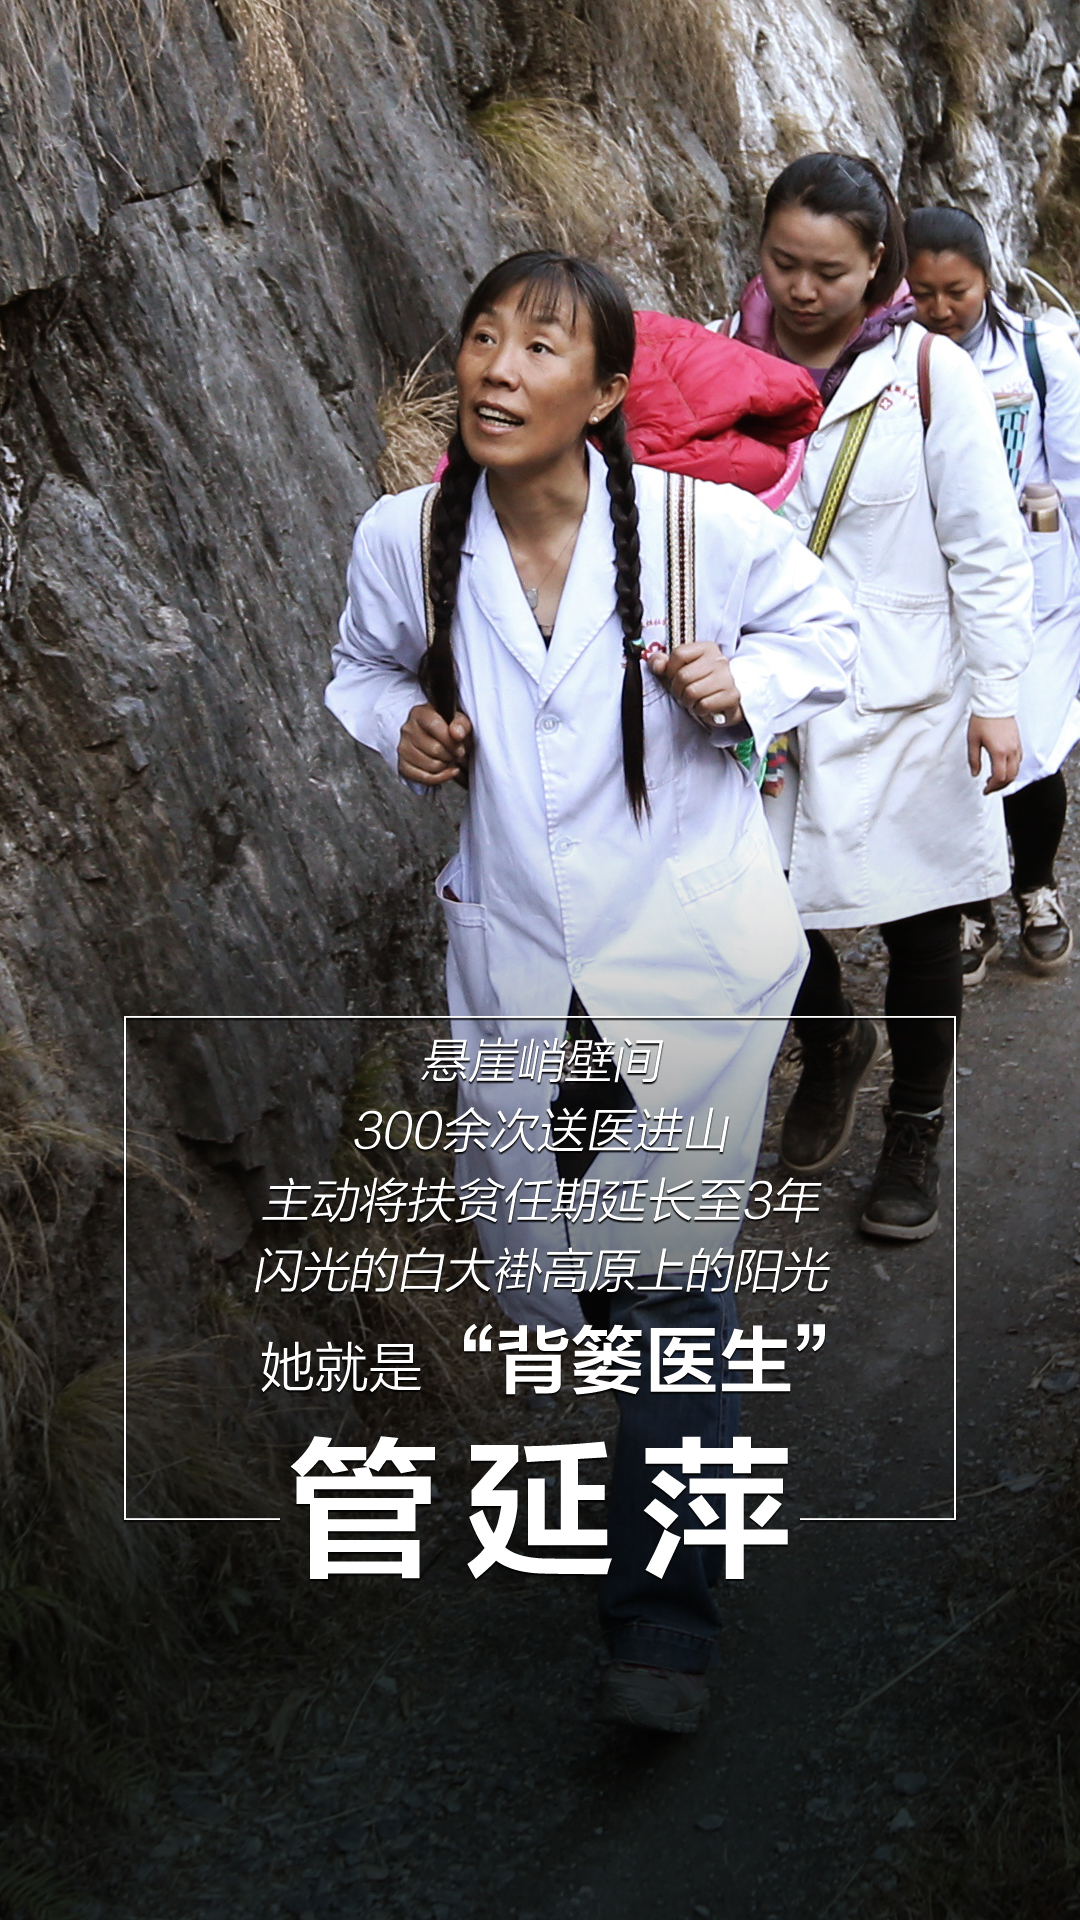 悬崖峭壁间
300余次送医进山
主动将扶贫任期延长至3年
闪光的白大褂高原上的阳光
她就是“背篓医生”
管延萍